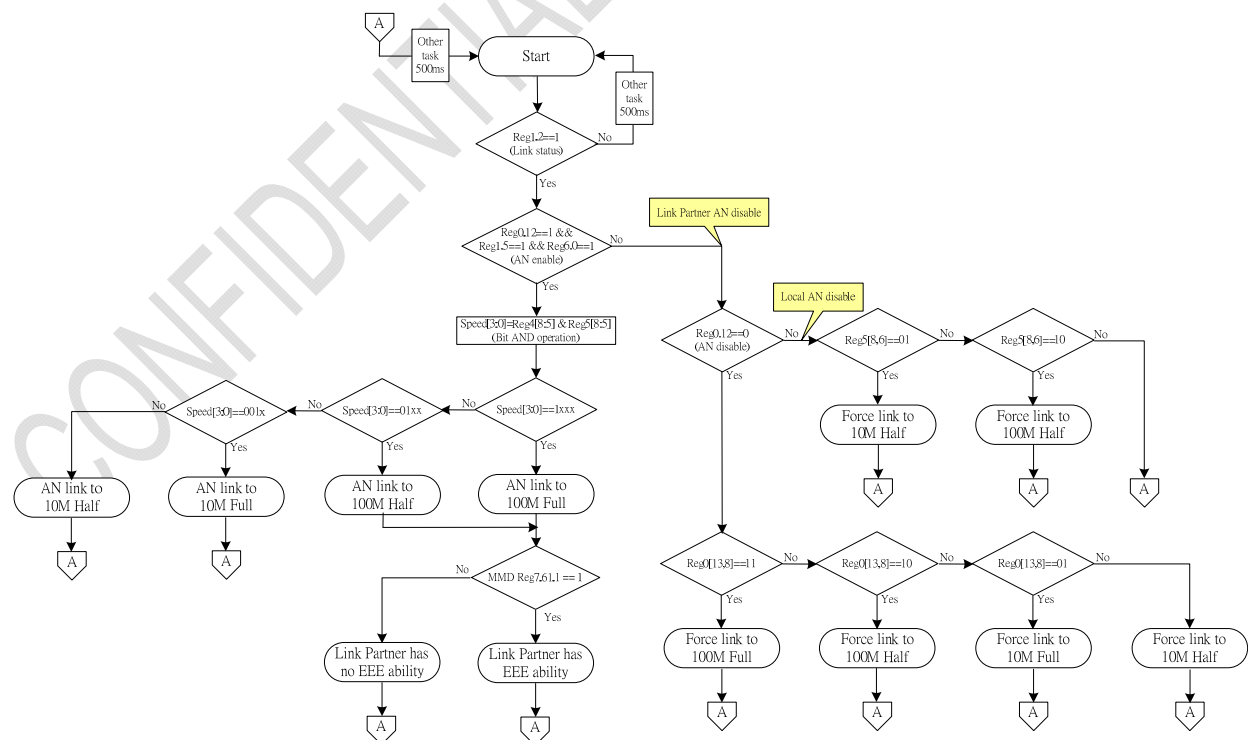 CONFIDENTIAL
A
Other
task
500ms
Start
Other
task
500ms
Reg1.2==1
(Link status)
No
Yes
Reg0.12==1 &&
Reg1.5==1 && Reg6.0==1
(AN enable)
No
Link Partner AN disable
Yes
Speed[3:0]=Reg4[8:5] & Reg5[8:5]
(Bit AND operation)
Local AN disable
Reg0.12==0
(AN disable)
No
Reg5[8,6]==01
No
Reg5[8,6]==10
No
Yes
Yes
Yes
Force link to
10M Half
Force link to
100M Half
A
A
A
Speed[3:0]==001x
No
Speed[3:0]==01xx
No
Speed[3:0]==1xxx
No
Yes
Yes
Yes
AN link to
10M Half
AN link to
10M Full
AN link to
100M Half
AN link to
100M Full
A
A
MMD Reg7.61.1 == 1
No
Yes
Link Partner has
no EEE ability
Link Partner has
EEE ability
A
A
Reg0[13,8]==11
No
Reg0[13,8]==10
No
Reg0[13,8]==01
No
Yes
Yes
Yes
Force link to
100M Full
Force link to
100M Half
Force link to
10M Full
Force link to
10M Half
A
A
A
A